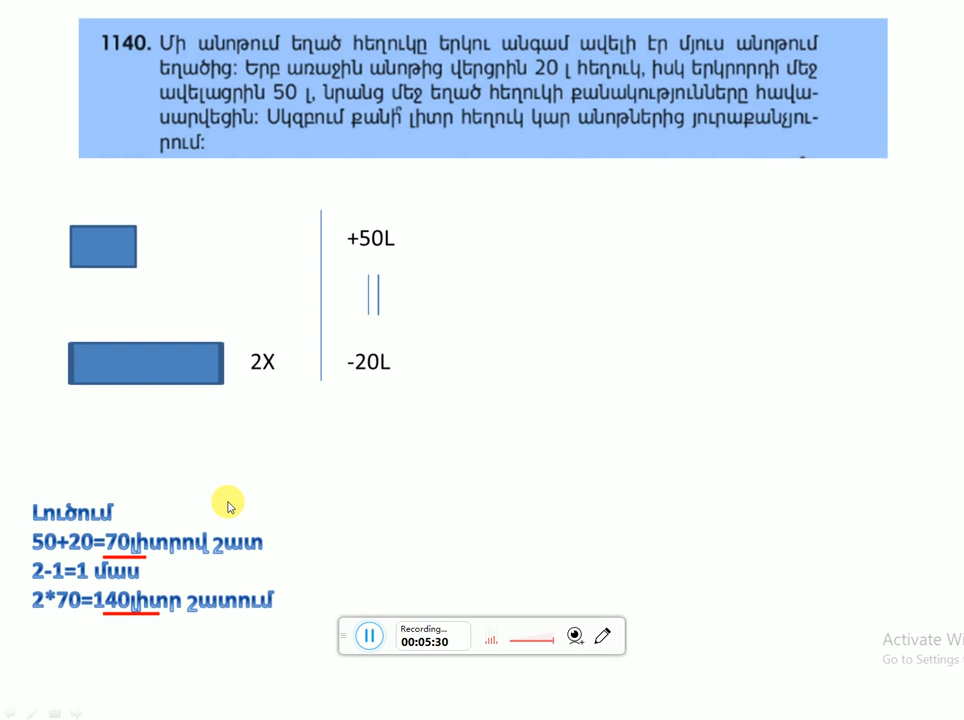 1140. Մի անոթում եղած հեղուկը երկու անգամ ավելի էր մյուս անոթում
եղածից: Երբ առաջին անոթից վերցրին 20 լ հեղուկ, իսկ երկրորդի մեջ
ավելացրին 50 լ, նրանց մեջ եղած հեղուկի քանակությունները հավա-
սարվեցին: Սկզբում քանի՞ լիտր հեղուկ կար անոթներից յուրաքանչյու-
րում:
+50L
2X
-20L
Լուծում
50+20=70լիտրով շատ
2-1=1 մաս
2*70=140լիտր շատում
Recording...
00:05:30
Activate Wi
Go to Settings